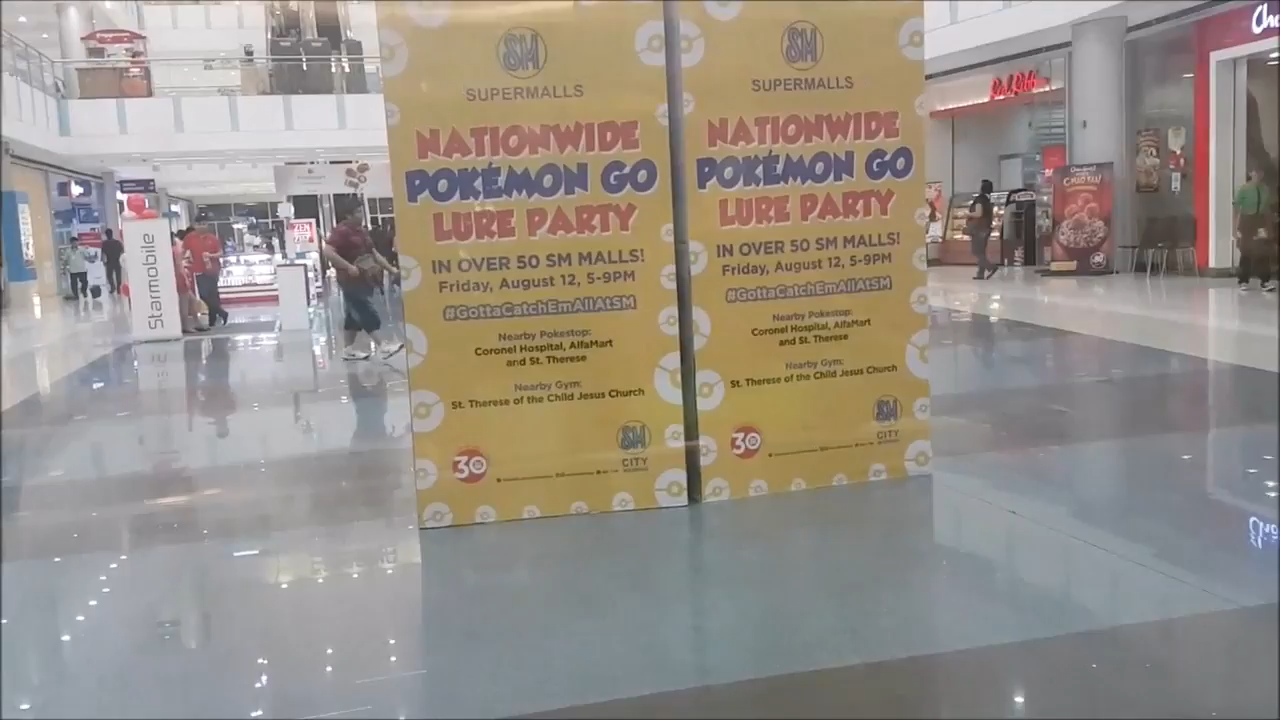 SM
SUPERMALLS
NATIONWIDE
POKÉMON GO
LURE PARTY
IN OVER 50 SM MALLS!
Friday, August 12, 5-9PM
#GottaCatchEmAllAtSM
Nearby Pokestop:
Coronel Hospital, AlfaMart
and St. Therese
Nearby Gym:
St. Therese of the Child Jesus Church
30
SM
CITY
SM
SUPERMALLS
NATIONWIDE
POKÉMON GO
LURE PARTY
IN OVER 50 SM MALLS!
Friday, August 12, 5-9PM
#GottaCatchEmAllAtSM
Nearby Pokestop:
Coronel Hospital, AlfaMart
and St. Therese
Nearby Gym:
St. Therese of the Child Jesus Church
30
SM
CITY
Starmobile
Red Ribb